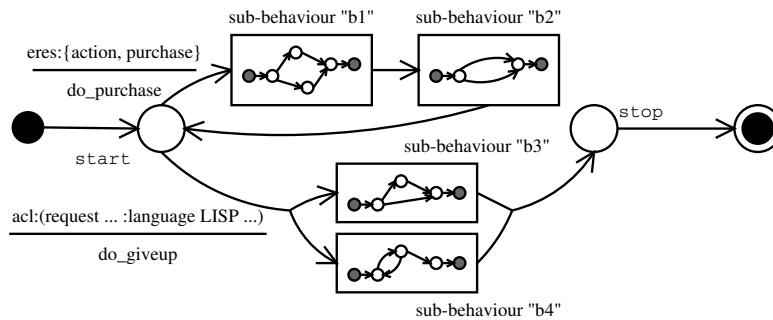 sub-behaviour "b1"
sub-behaviour "b2"
eres:{action, purchase}
do_purchase
start
stop
sub-behaviour "b3"
acl:(request ... :language LISP ...)
do_giveup
sub-behaviour "b4"